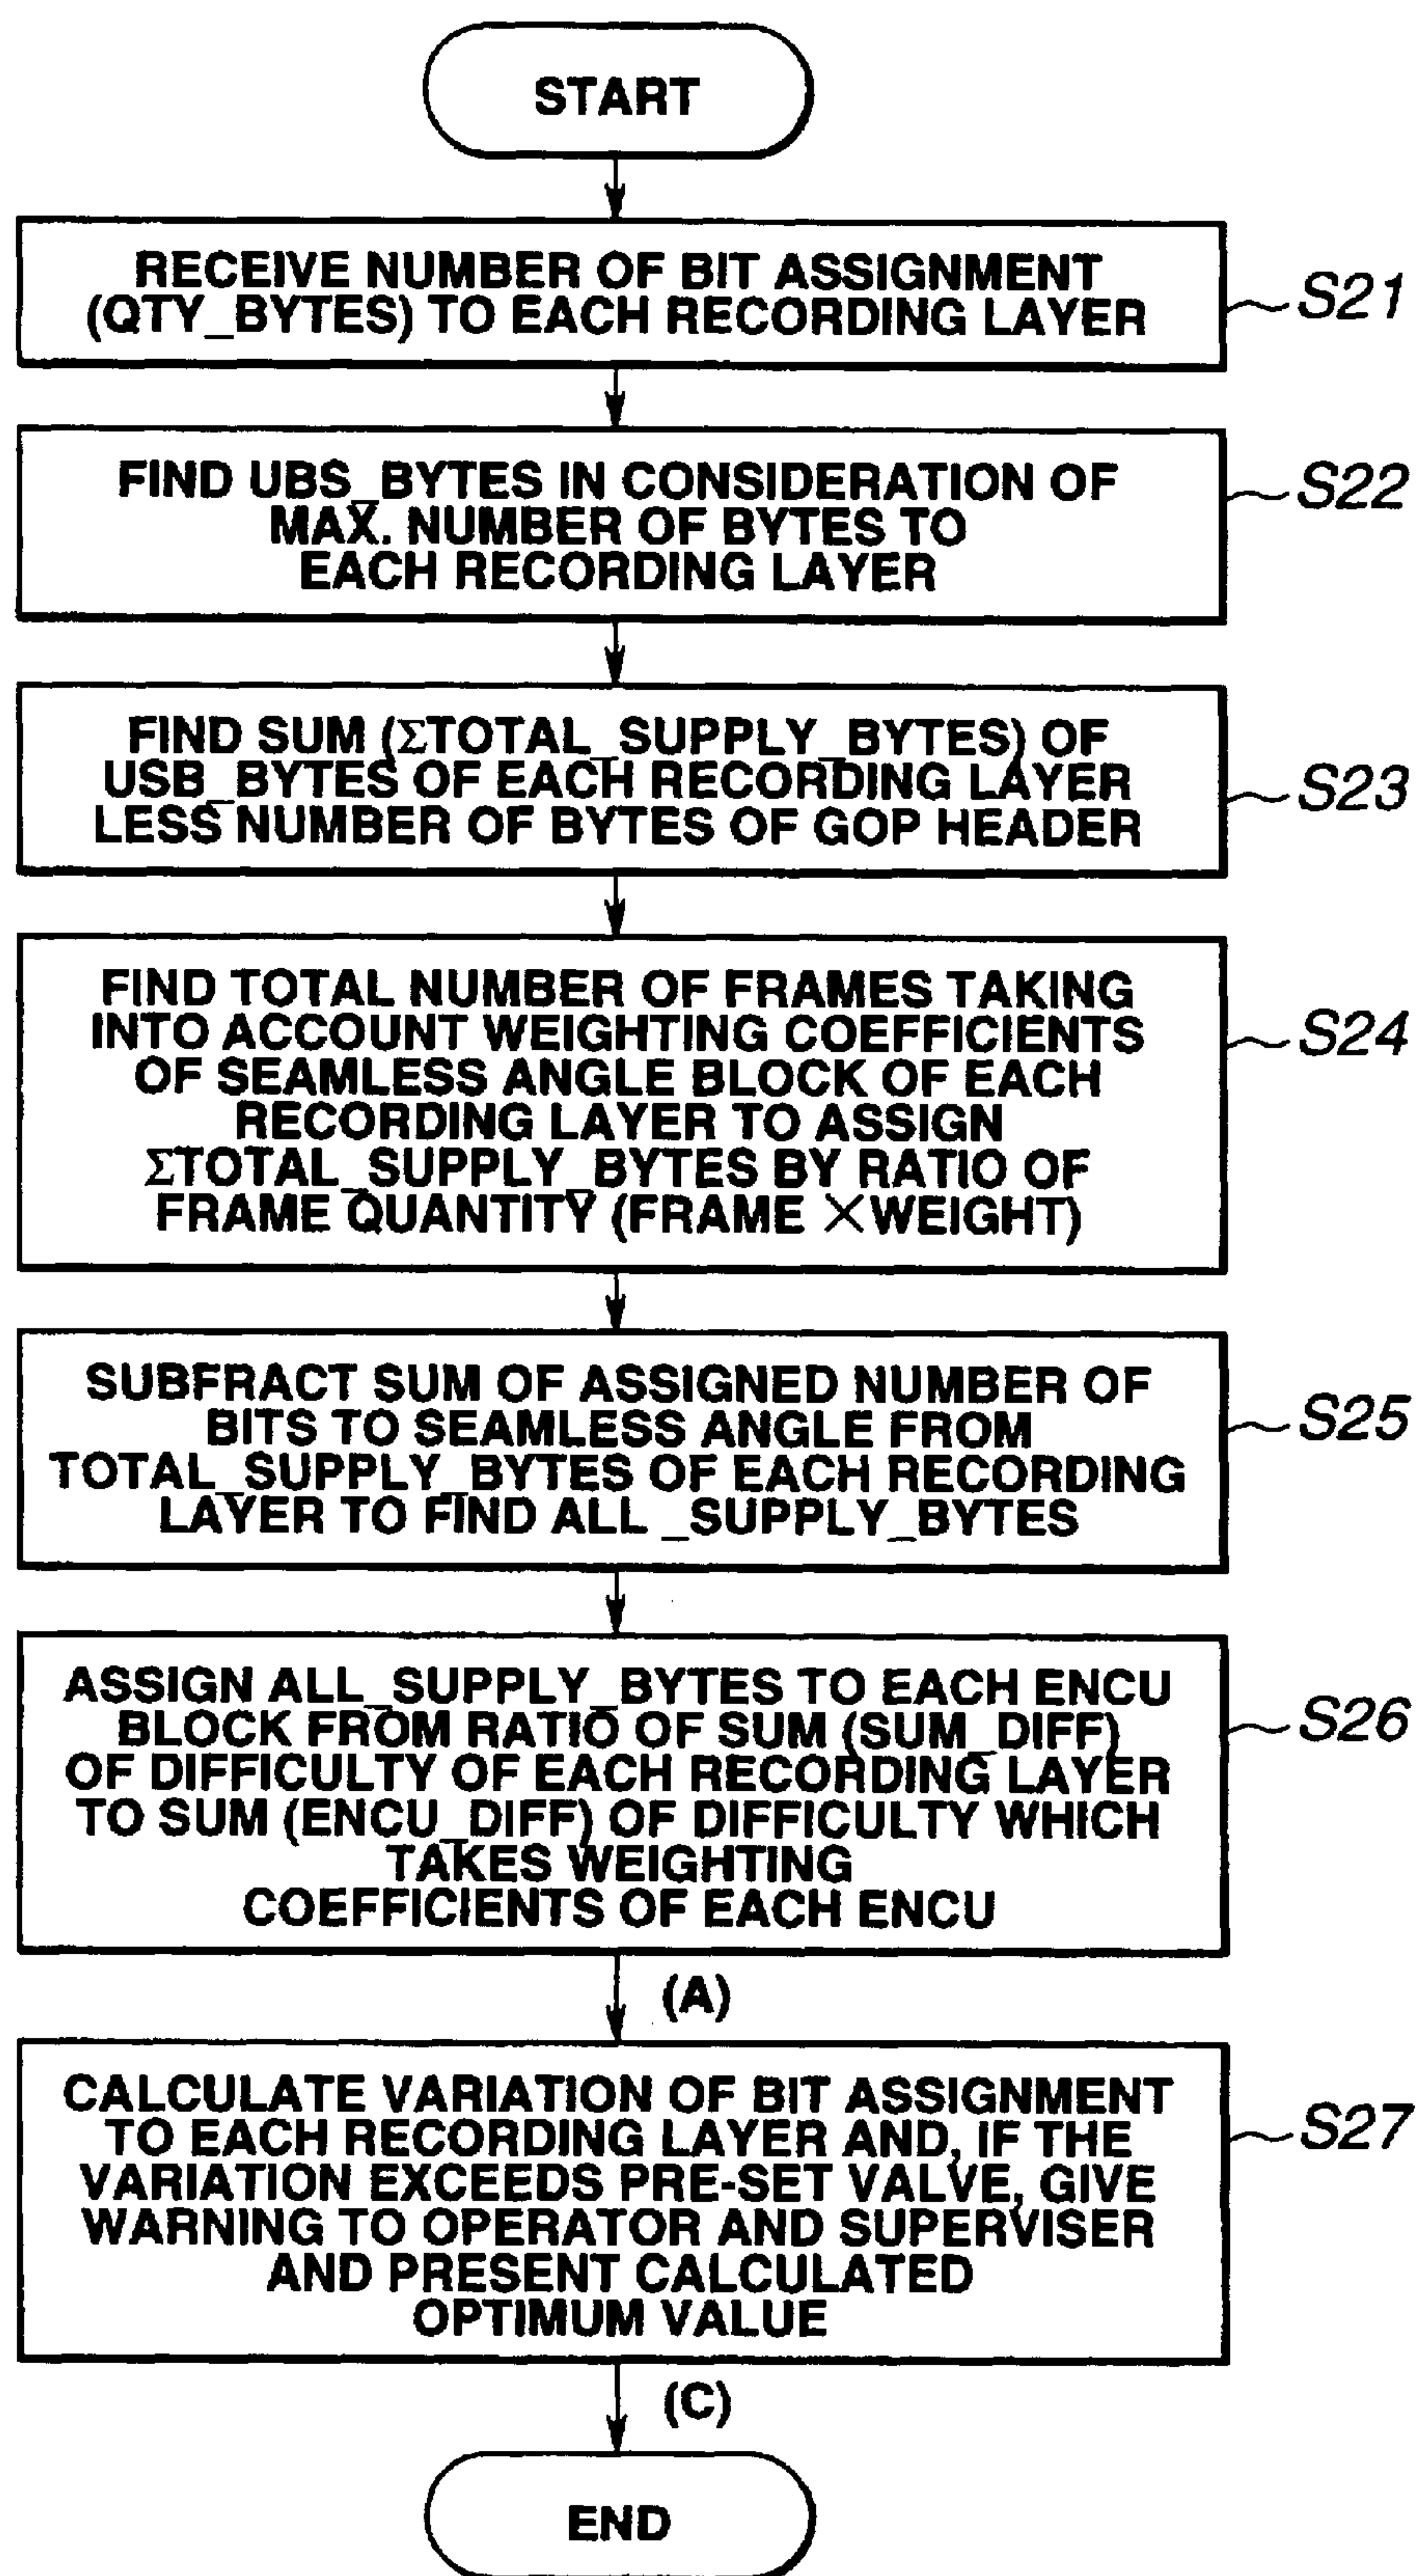 START
RECEIVE NUMBER OF BIT ASSIGNMENT
(QTY_BYTES) TO EACH RECORDING LAYER
S21
FIND UBS_BYTES IN CONSIDERATION OF
MAX. NUMBER OF BYTES TO
EACH RECORDING LAYER
S22
FIND SUM (ΣTOTAL_SUPPLY_BYTES) OF
USB_BYTES OF EACH RECORDING LAYER
LESS NUMBER OF BYTES OF GOP HEADER
S23
FIND TOTAL NUMBER OF FRAMES TAKING
INTO ACCOUNT WEIGHTING COEFFICIENTS
OF SEAMLESS ANGLE BLOCK OF EACH
RECORDING LAYER TO ASSIGN
ΣTOTAL_SUPPLY_BYTES BY RATIO OF
FRAME QUANTITY (FRAME ×WEIGHT)
S24
SUBFRACT SUM OF ASSIGNED NUMBER OF
BITS TO SEAMLESS ANGLE FROM
TOTAL_SUPPLY_BYTES OF EACH RECORDING
LAYER TO FIND ALL _SUPPLY_BYTES
S25
ASSIGN ALL_SUPPLY_BYTES TO EACH ENCU
BLOCK FROM RATIO OF SUM (SUM_DIFF)
OF DIFFICULTY OF EACH RECORDING LAYER
TO SUM (ENCU_DIFF) OF DIFFICULTY WHICH
TAKES WEIGHTING
COEFFICIENTS OF EACH ENCU
S26
(A)
CALCULATE VARIATION OF BIT ASSIGNMENT
TO EACH RECORDING LAYER AND, IF THE
VARIATION EXCEEDS PRE-SET VALVE, GIVE
WARNING TO OPERATOR AND SUPERVISER
AND PRESENT CALCULATED
OPTIMUM VALUE
S27
(C)
END